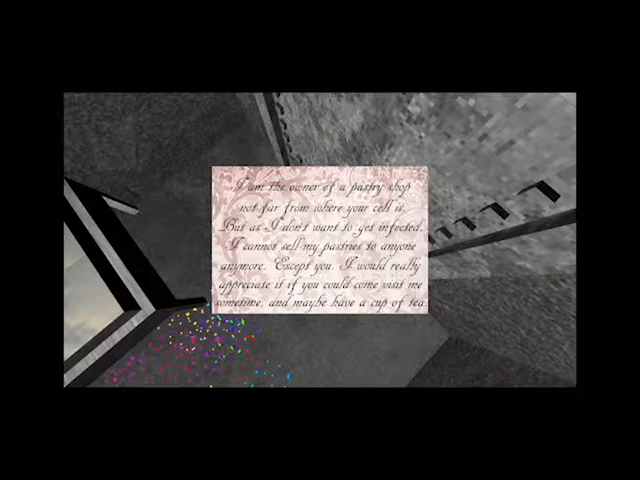 I am the owner of a pastry shop
not far from where your cell is.
But as I don't want to get infected,
I cannot sell my pastries to anyone
anymore. Except you. I would really
appreciate it if you could come visit me
sometime, and maybe have a cup of tea